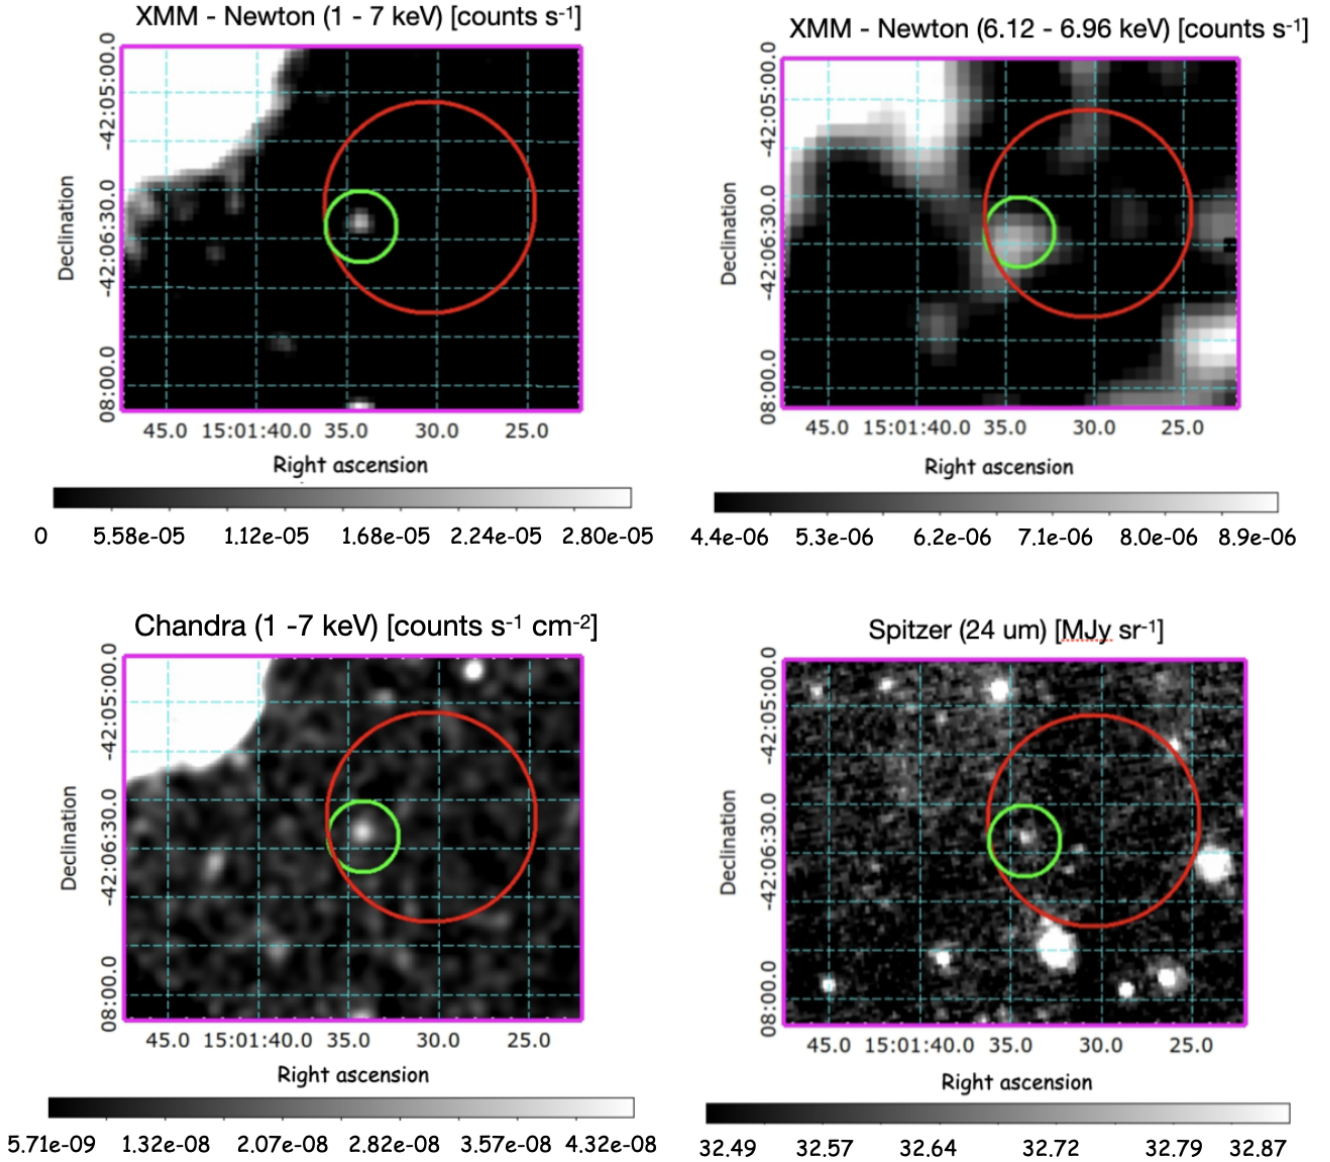 XMM - Newton (1 - 7 keV) [counts s-1]
Declination
-42:05:00.0
-42:06:30.0
08:00.0
45.0 15:01:40.0 35.0 30.0 25.0
Right ascension
0 5.58e-05 1.12e-05 1.68e-05 2.24e-05 2.80e-05
XMM - Newton (6.12 - 6.96 keV) [counts s-1]
Declination
-42:05:00.0
-42:06:30.0
08:00.0
45.0 15:01:40.0 35.0 30.0 25.0
Right ascension
4.4e-06 5.3e-06 6.2e-06 7.1e-06 8.0e-06 8.9e-06
Chandra (1 -7 keV) [counts s-1 cm-2]
Declination
-42:05:00.0
-42:06:30.0
08:00.0
45.0 15:01:40.0 35.0 30.0 25.0
Right ascension
5.71e-09 1.32e-08 2.07e-08 2.82e-08 3.57e-08 4.32e-08
Spitzer (24 um) [MJy sr-1]
Declination
-42:05:00.0
-42:06:30.0
08:00.0
45.0 15:01:40.0 35.0 30.0 25.0
Right ascension
32.49 32.57 32.64 32.72 32.79 32.87